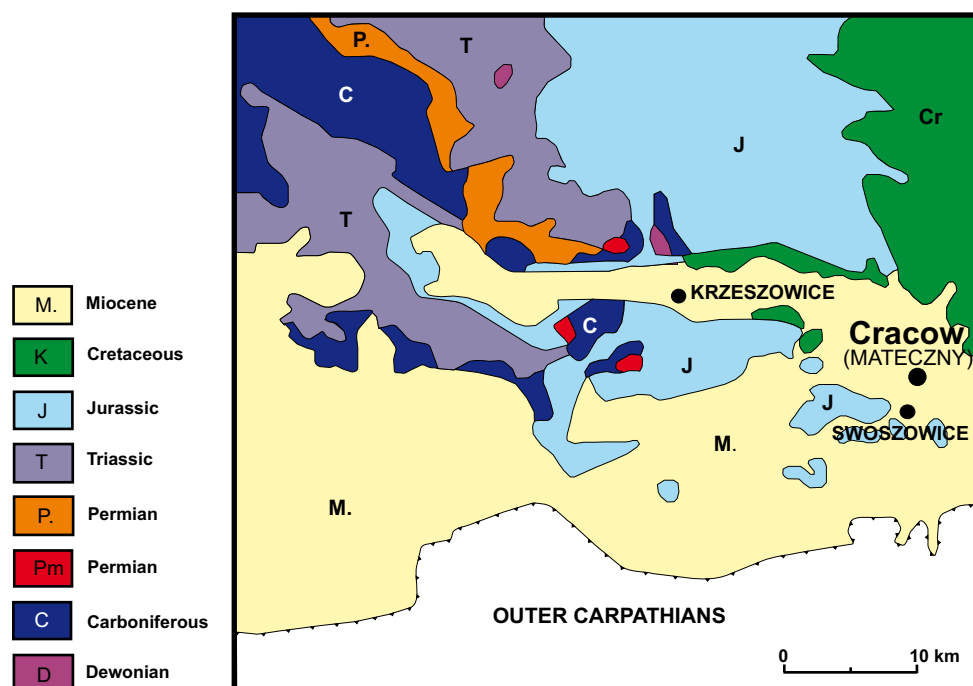 P.
T
C
Cr
J
T
M.
Miocene
KRZESZOWICE
K
Cretaceous
C
Cracow
(MATECZNY)
J
Jurassic
J
J
SWOSZOWICE
T
Triassic
M.
M.
P.
Permian
Pm
Permian
C
Carboniferous
OUTER CARPATHIANS
D
Dewonian
0
10 km